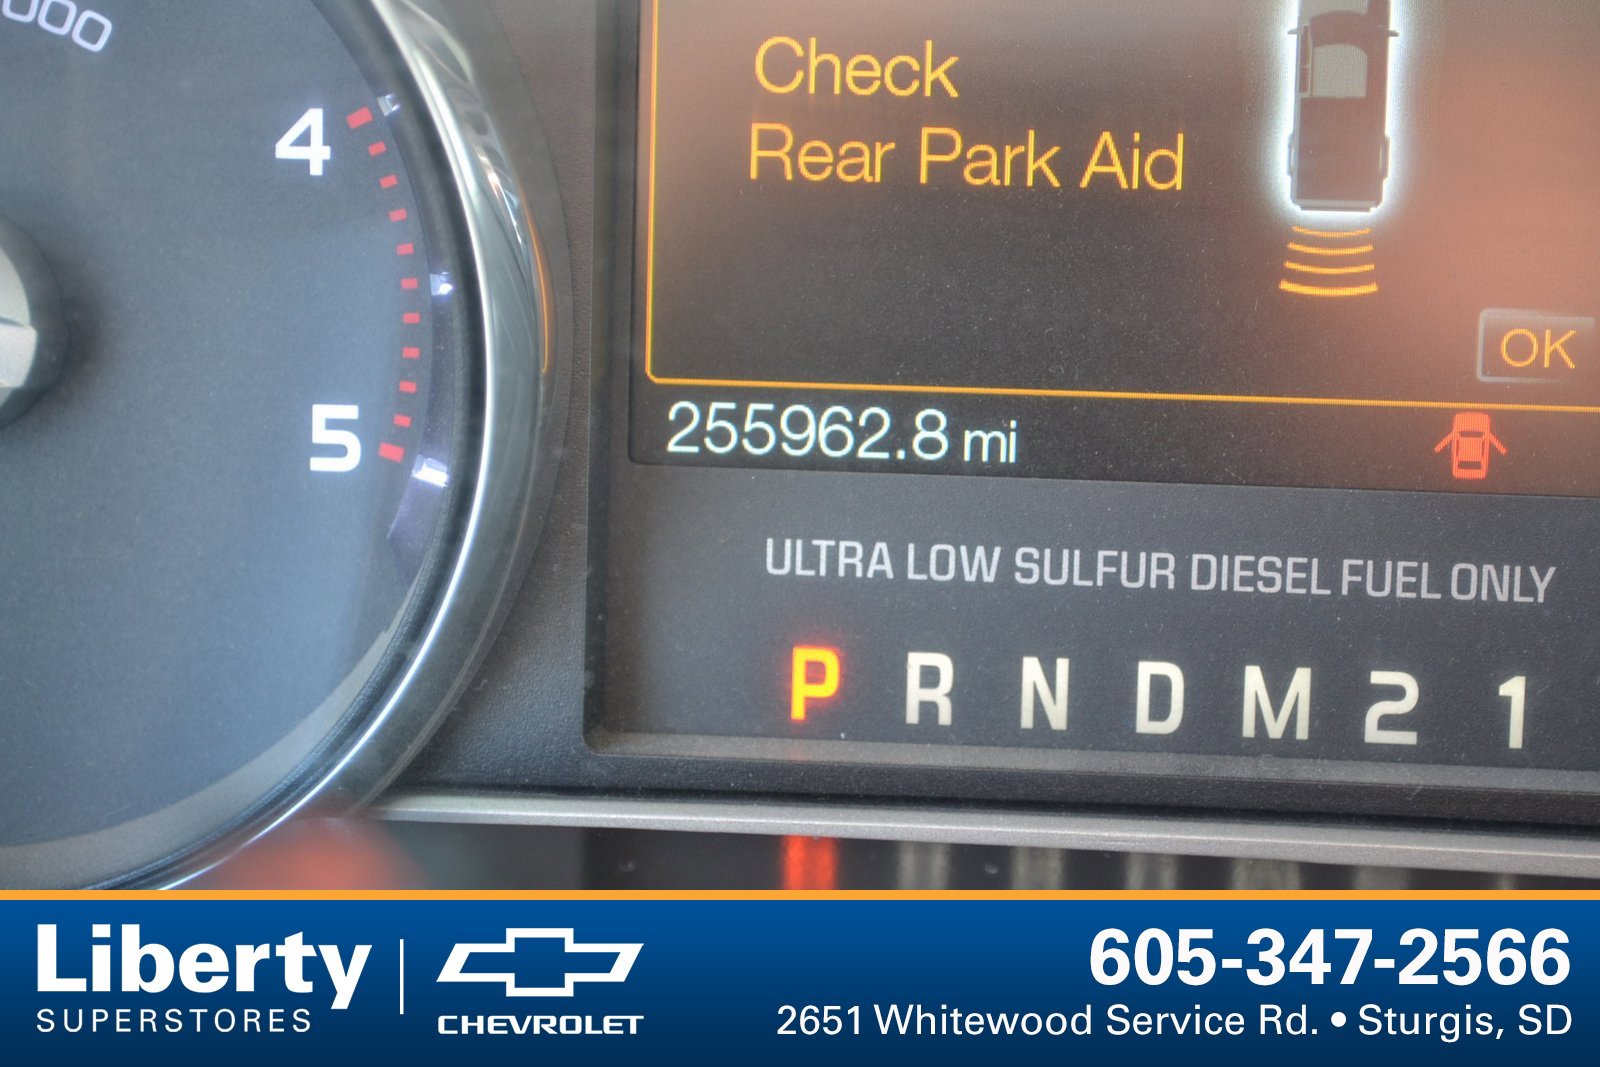 000
4
5
Check
Rear Park Aid
OK
255962.8 mi
ULTRA LOW SULFUR DIESEL FUEL ONLY
P R N D M 2 1
Liberty
SUPERSTORES
CHEVROLET
605-347-2566
2651 Whitewood Service Rd. • Sturgis, SD